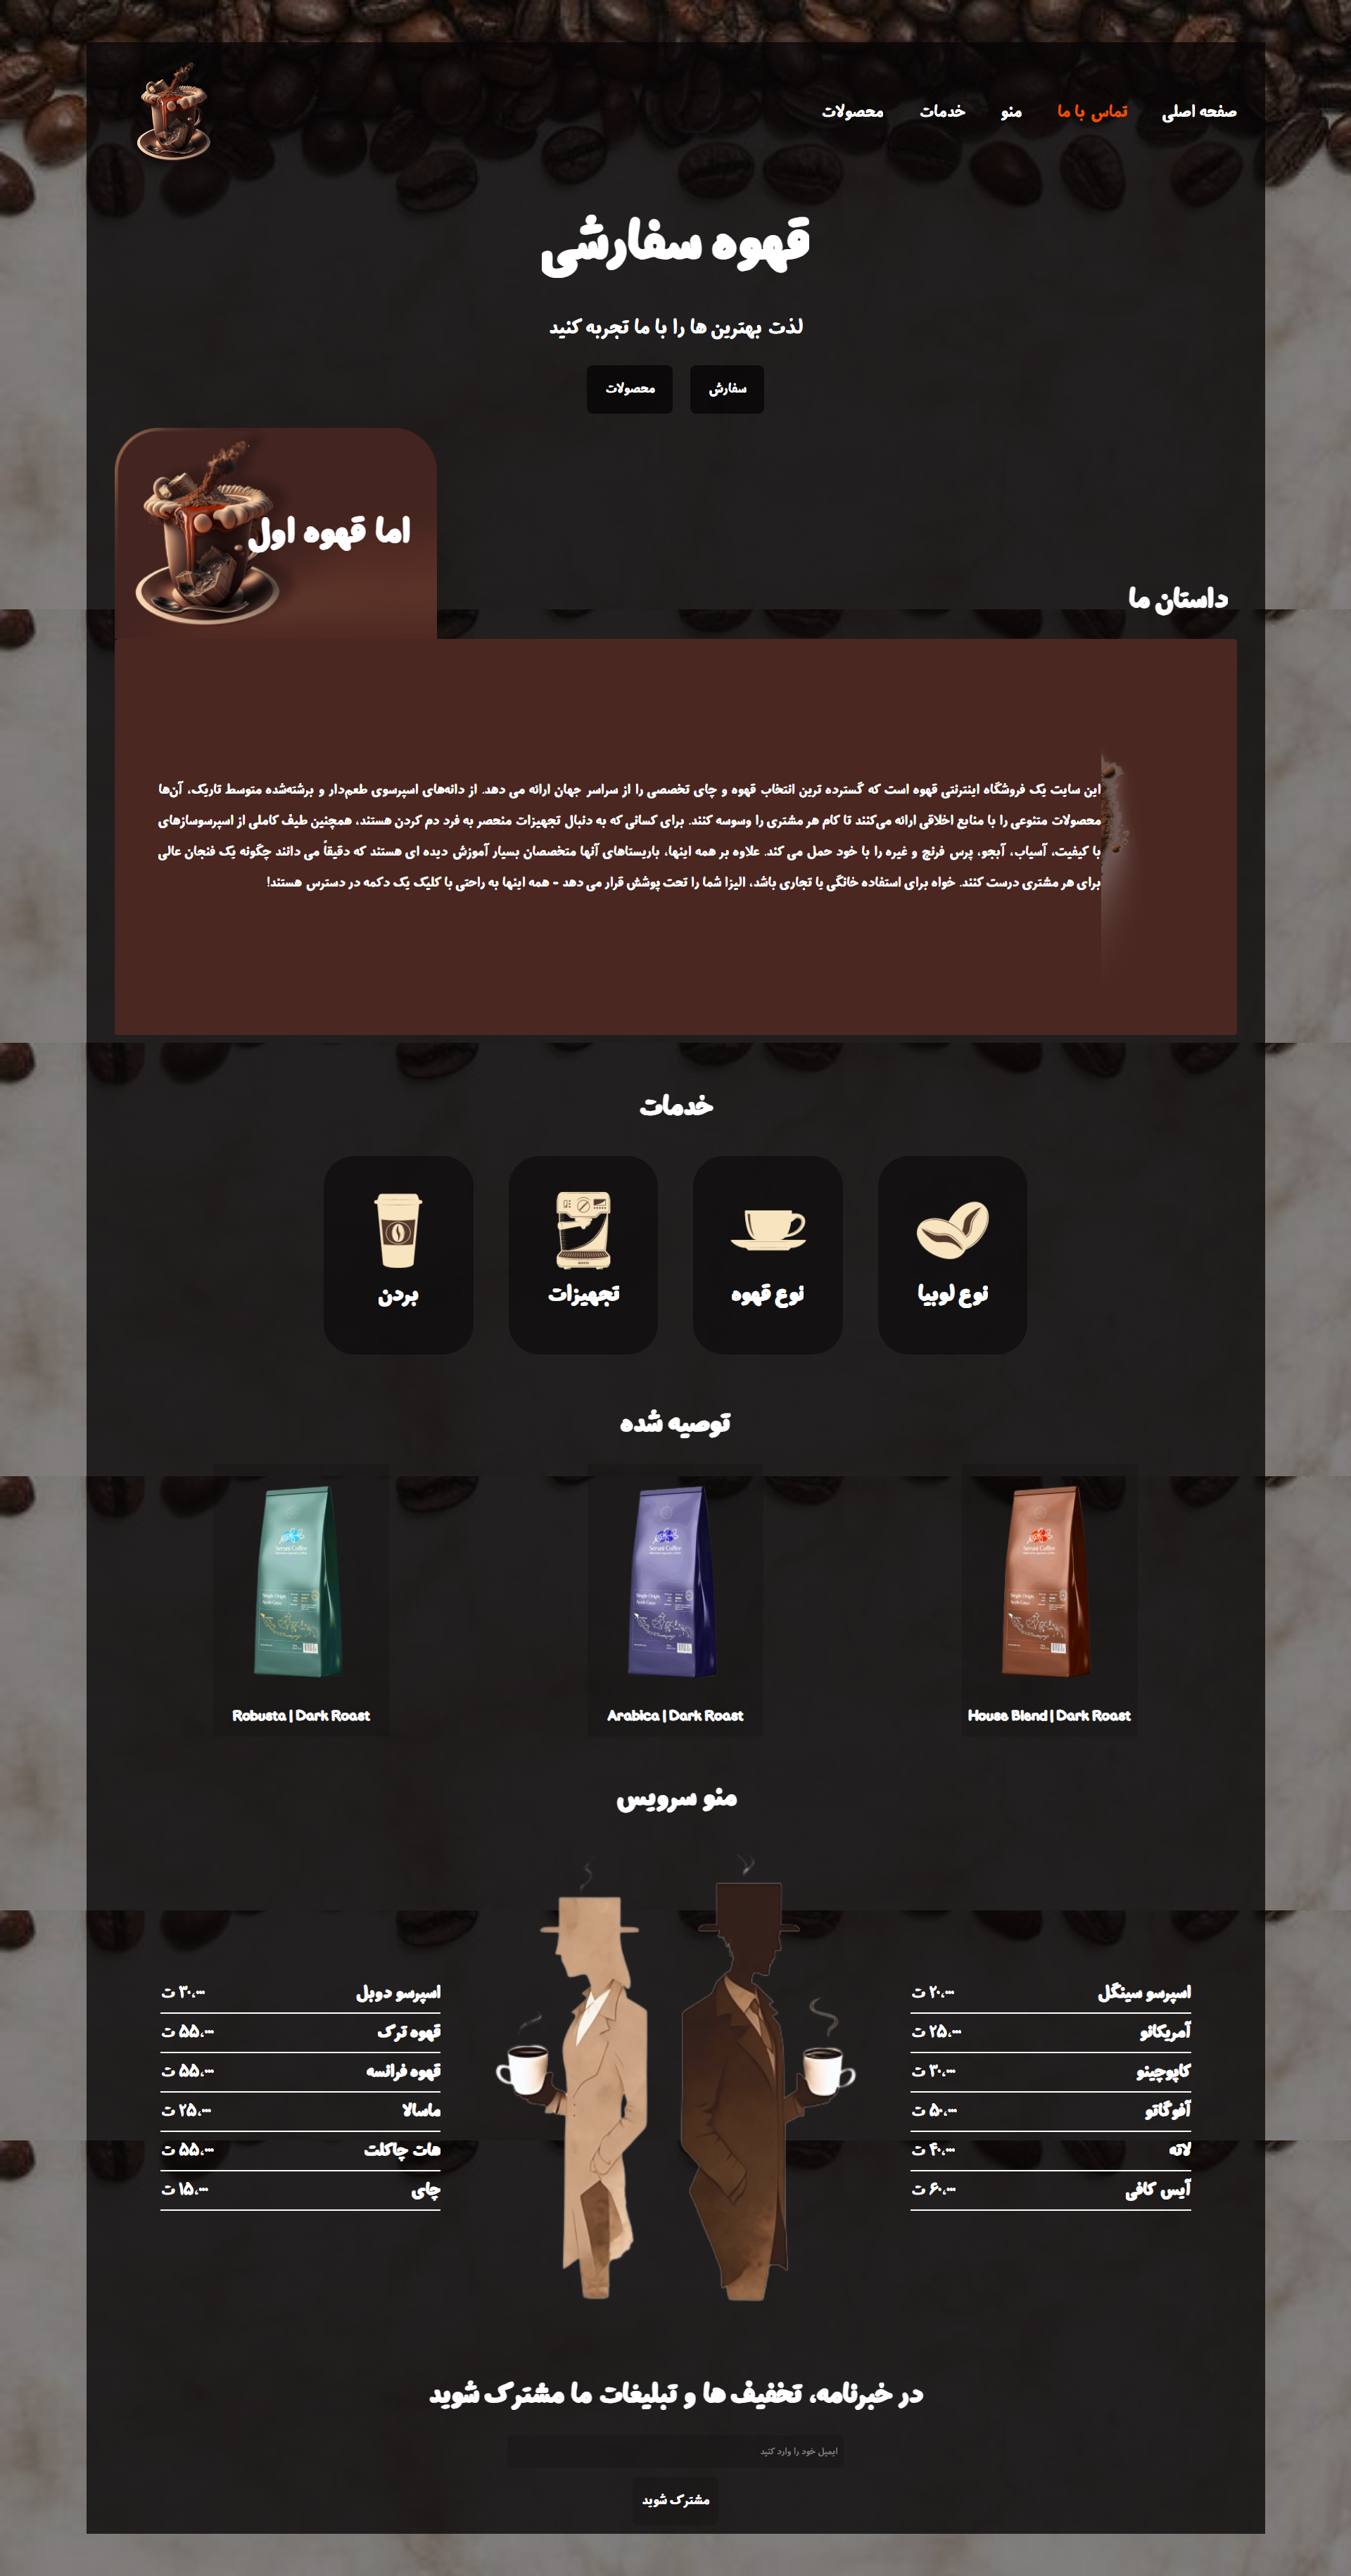 صفحه اصلی
تماس با ما
منو
خدمات
محصولات
قهوه سفارشی
لذت بهترین ها را با ما تجربه کنید
سفارش
محصولات
اما قهوه اول
داستان ما
این سایت یک فروشگاه اینترنتی قهوه است که گسترده ترین انتخاب قهوه و چای تخصصی را از سراسر جهان ارائه می دهد. از دانه‌های اسپرسوی طعم‌دار و برشته‌شده متوسط تاریک، آن‌ها
محصولات متنوعی را با منابع اخلاقی ارائه می‌کنند تا کام هر مشتری را وسوسه کنند. برای کسانی که به دنبال تجهیزات منحصر به فرد دم کردن هستند، همچنین طیف کاملی از اسپرسوسازهای
با کیفیت، آسیاب، آبجو، پرس فرنچ و غیره را با خود حمل می کند. علاوه بر همه اینها، باریستاهای آنها متخصصان بسیار آموزش دیده ای هستند که دقیقاً می دانند چگونه یک فنجان عالی
برای هر مشتری درست کنند. خواه برای استفاده خانگی یا تجاری باشد، الیزا شما را تحت پوشش قرار می دهد - همه اینها به راحتی با کلیک یک دکمه در دسترس هستند!
خدمات
نوع لوبیا
نوع قهوه
تجهیزات
بردن
توصیه شده
Serani Coffee
Single Origin
Serani Coffee
Single Origin
Serani Coffee
Single Origin
House Blend | Dark Roast
Arabica | Dark Roast
Robusta | Dark Roast
منو سرویس
اسپرسو سینگل ۲۰،۰۰۰ ت
آمریکانو ۲۵،۰۰۰ ت
کاپوچینو ۳۰،۰۰۰ ت
آفوگاتو ۵۰،۰۰۰ ت
لاته ۴۰،۰۰۰ ت
آیس کافی ۶۰،۰۰۰ ت
اسپرسو دوبل ۳۰،۰۰۰ ت
قهوه ترک ۵۵،۰۰۰ ت
قهوه فرانسه ۵۵،۰۰۰ ت
ماسالا ۲۵،۰۰۰ ت
هات چاکلت ۵۵،۰۰۰ ت
چای ۱۵،۰۰۰ ت
در خبرنامه، تخفیف ها و تبلیغات ما مشترک شوید
ایمیل خود را وارد کنید
مشترک شوید